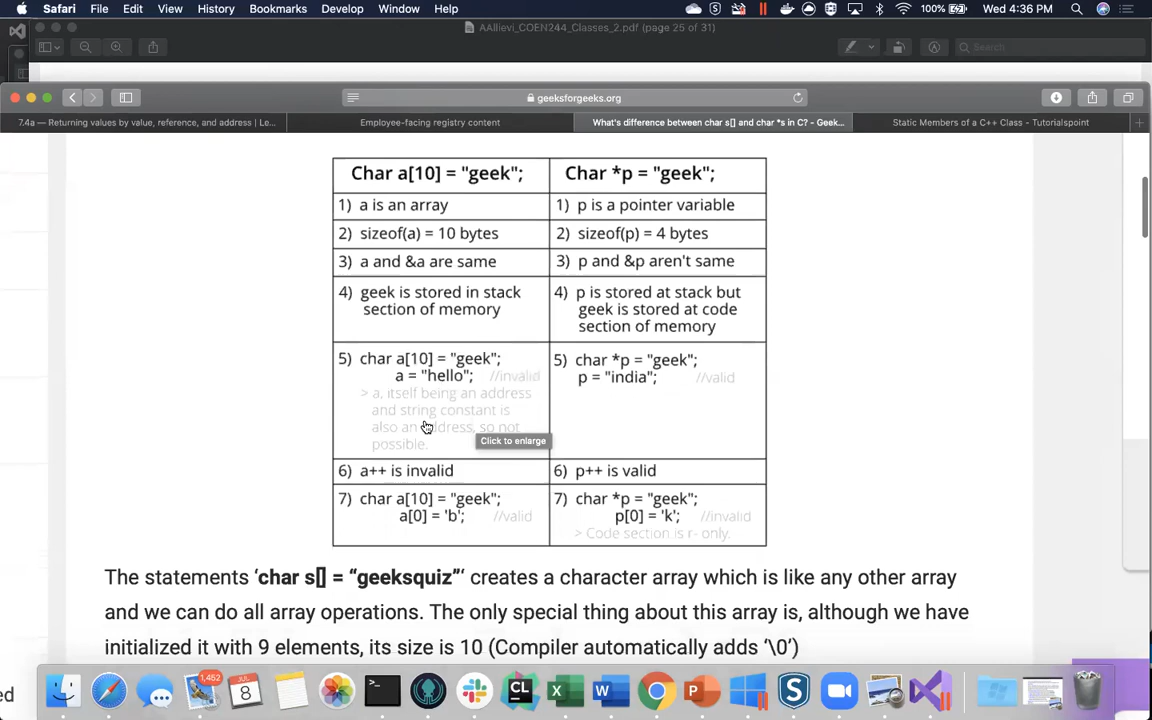 Safari File Edit View History Bookmarks Develop Window Help 100% Wed 4:36 PM
AAllievi_COEN244_Classes_2.pdf (page 25 of 31)
Search
geeksforgeeks.org
7.4a — Returning values by value, reference, and address | Le...
Employee-facing registry content
What's difference between char s[] and char *s in C? - Geek...
Static Members of a C++ Class - Tutorialspoint
Char a[10] = "geek";
Char *p = "geek";
1) a is an array
1) p is a pointer variable
2) sizeof(a) = 10 bytes
2) sizeof(p) = 4 bytes
3) a and &a are same
3) p and &p aren't same
4) geek is stored in stack
section of memory
4) p is stored at stack but
geek is stored at code
section of memory
5) char a[10] = "geek";
a = "hello"; //invalid
> a, itself being an address
and string constant is
also an address, so not
possible.
5) char *p = "geek";
p = "india"; //valid
Click to enlarge
6) a++ is invalid
6) p++ is valid
7) char a[10] = "geek";
a[0] = 'b'; //valid
7) char *p = "geek";
p[0] = 'k'; //invalid
> Code section is r- only.
The statements ‘char s[] = “geeksquiz”‘ creates a character array which is like any other array
and we can do all array operations. The only special thing about this array is, although we have
initialized it with 9 elements, its size is 10 (Compiler automatically adds ‘\0’)
ed
1,452
JUL
8
CL
X
W
P
S